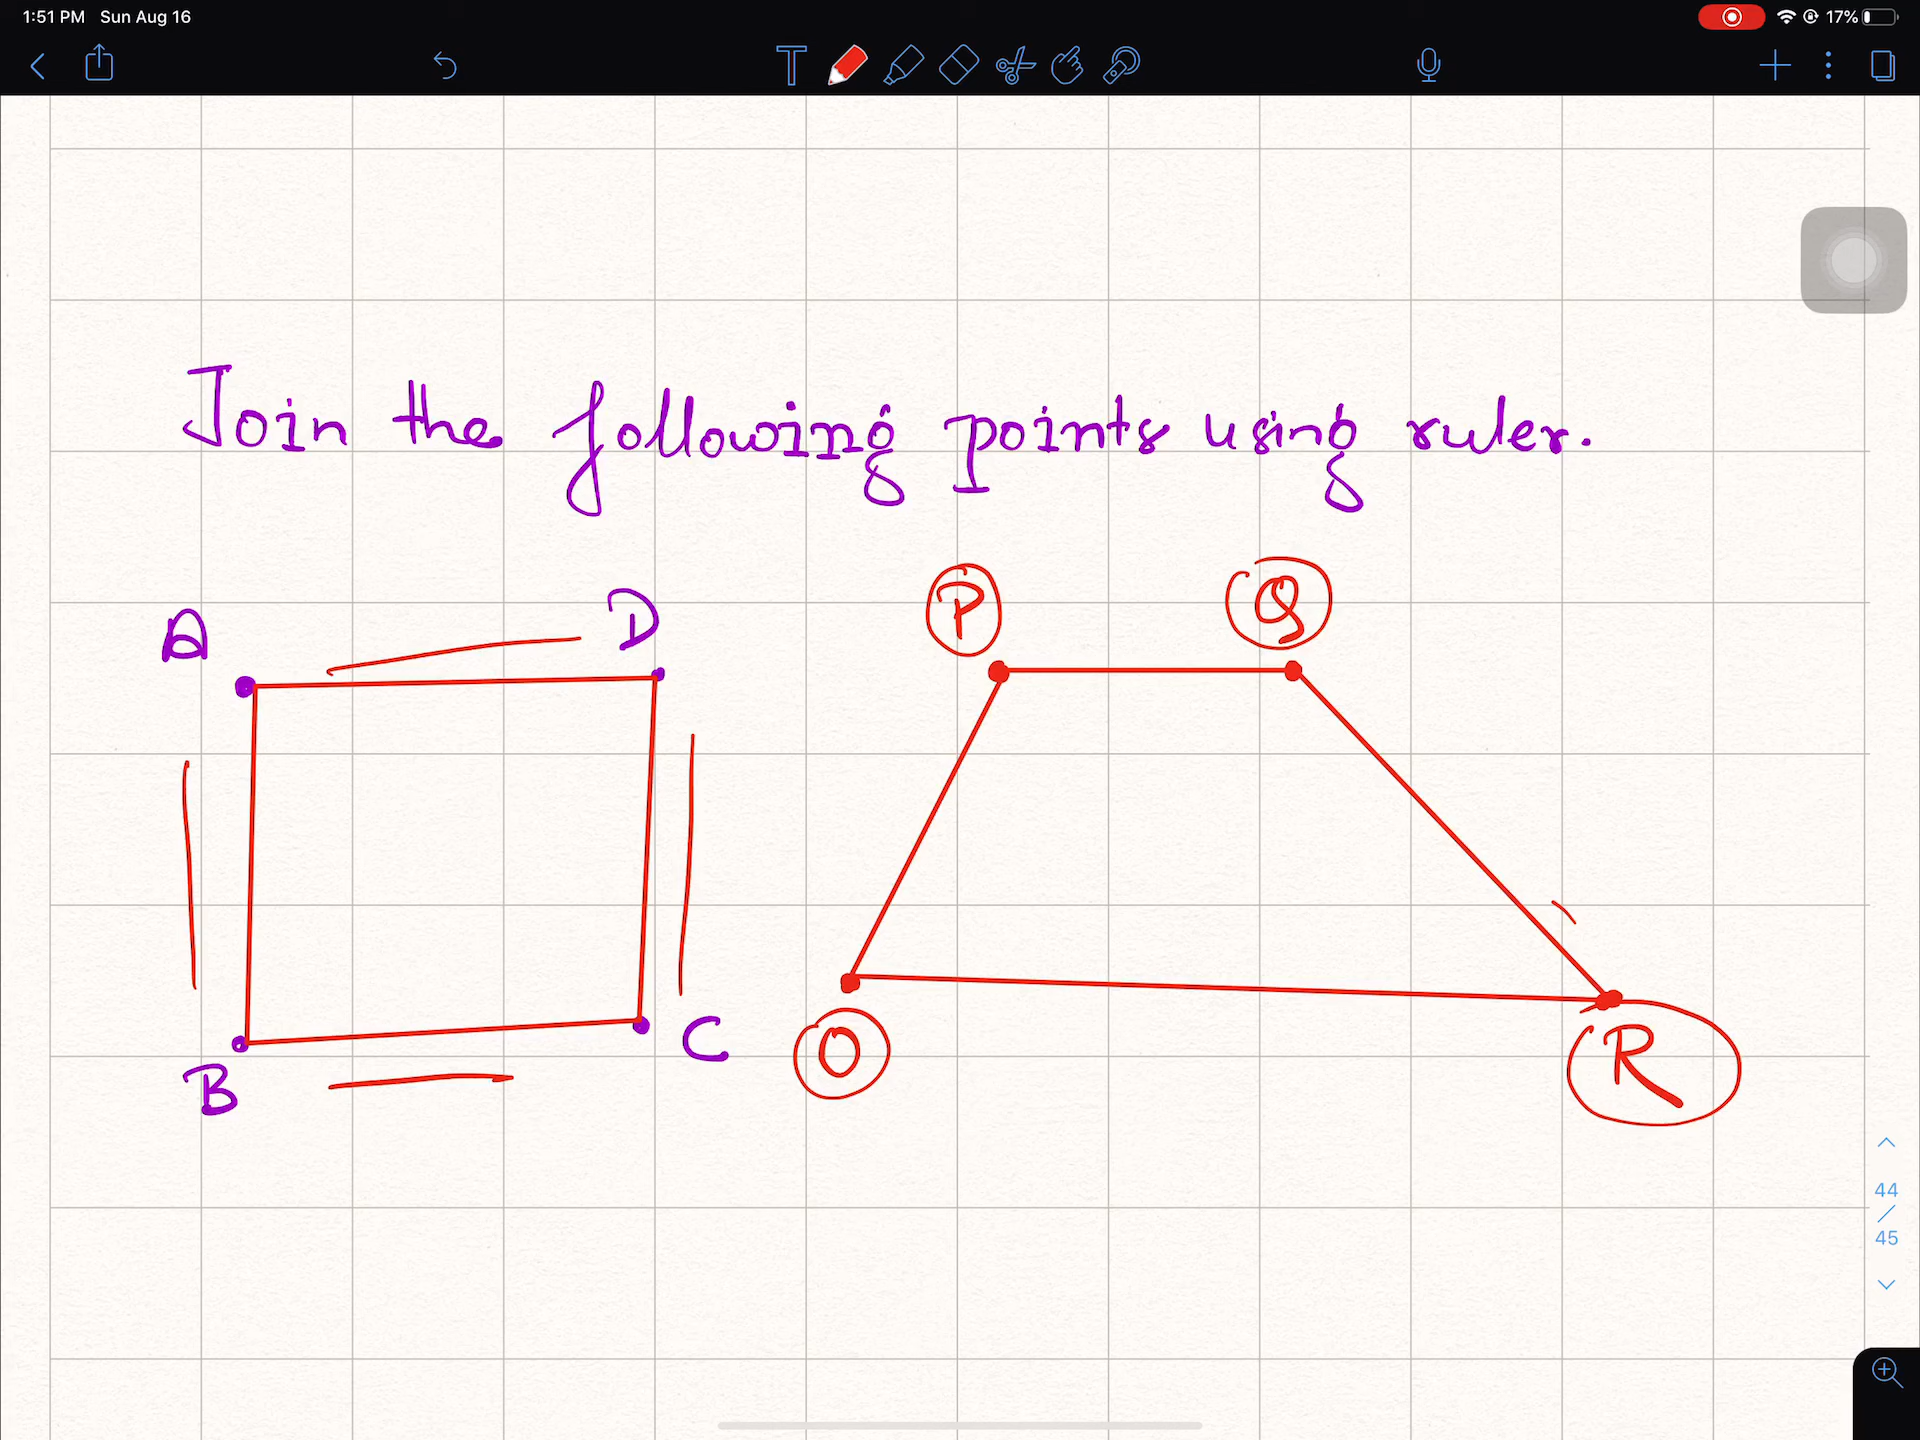 1:51 PM Sun Aug 16
17%
T
Join the following points using ruler.
A
D
P
Q
B
C
O
R
44
/
45